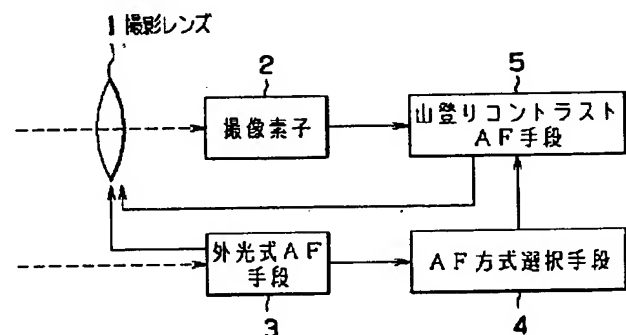 1 撮影レンズ
2
撮像素子
5
山登りコントラスト
AF手段
外光式AF
手段
3
AF方式選択手段
4